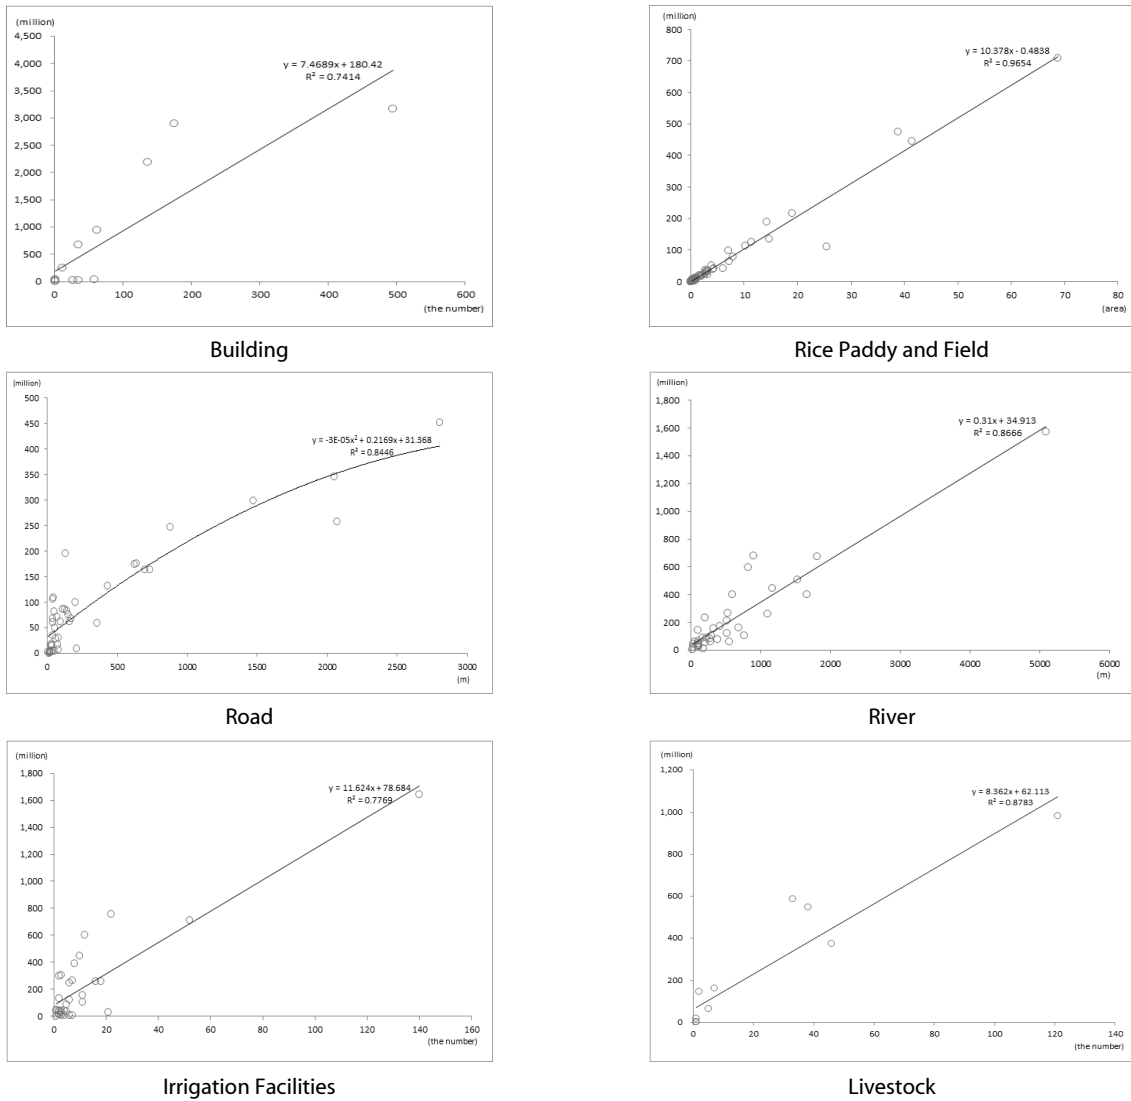 (million)
4,500
4,000
3,500
3,000
2,500
2,000
1,500
1,000
500
0
y = 7.4689x + 180.42
R² = 0.7414
0 100 200 300 400 500 600
(the number)
Building
(million)
800
700
600
500
400
300
200
100
0
10.378x - 0.4838
R² = 0.9654
0 10 20 30 40 50 60 70 80
(area)
Rice Paddy and Field
(million)
500
450
400
350
300
250
200
150
100
50
0
y = -3E-05x² + 0.2169x + 31.368
R² = 0.8446
0 500 1000 1500 2000 2500 3000
(m)
Road
(million)
1,800
1,600
1,400
1,200
1,000
800
600
400
200
0
y = 0.31x + 34.913
R² = 0.8666
0 1000 2000 3000 4000 5000 6000
(m)
River
(million)
1,800
1,600
1,400
1,200
1,000
800
600
400
200
0
y = 11.624x + 78.684
R² = 0.7769
0 20 40 60 80 100 120 140 160
(the number)
Irrigation Facilities
(million)
1,200
1,000
800
600
400
200
0
y = 8.362x + 62.113
R² = 0.8783
0 20 40 60 80 100 120 140
(the number)
Livestock